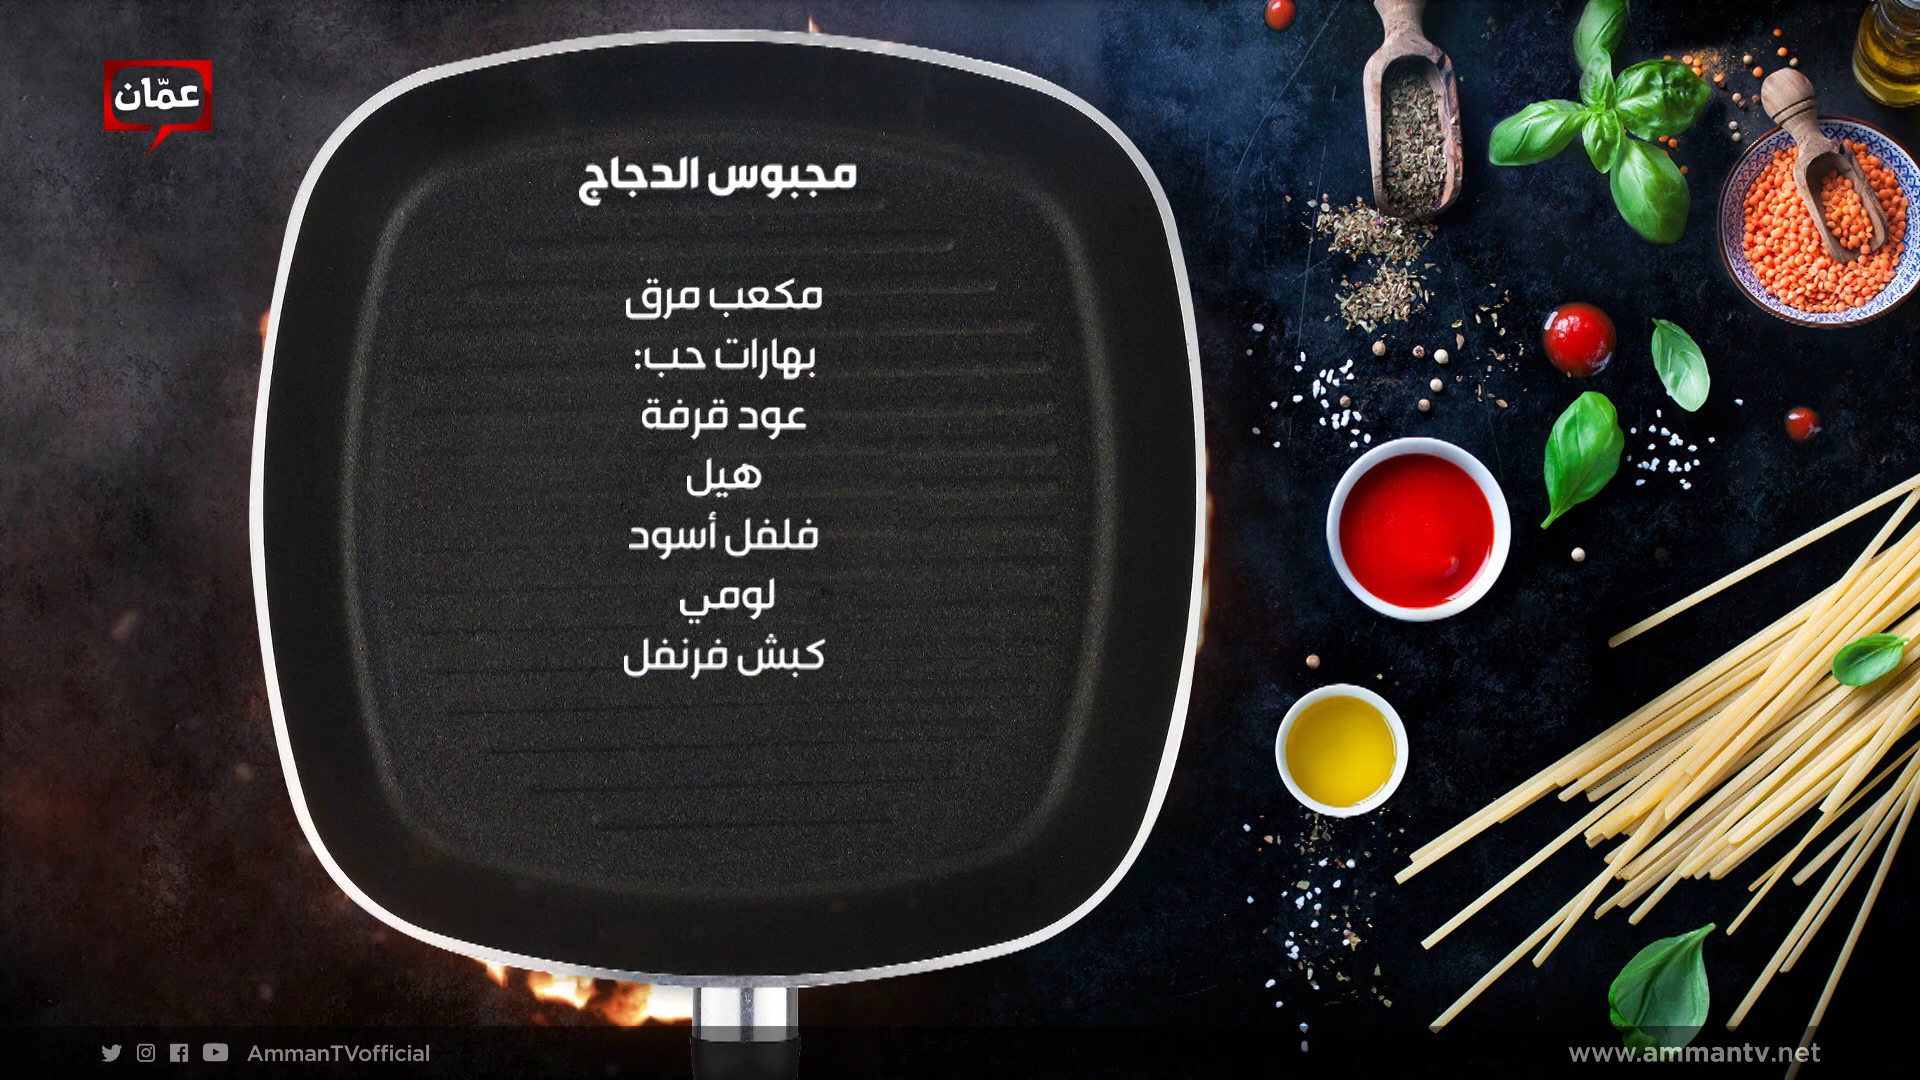 عمّان
مجبوس الدجاج
مكعب مرق
بهارات حب:
عود قرفة
هيل
فلفل أسود
لومي
كبش فرنفل
AmmanTVofficial
www.ammantv.net